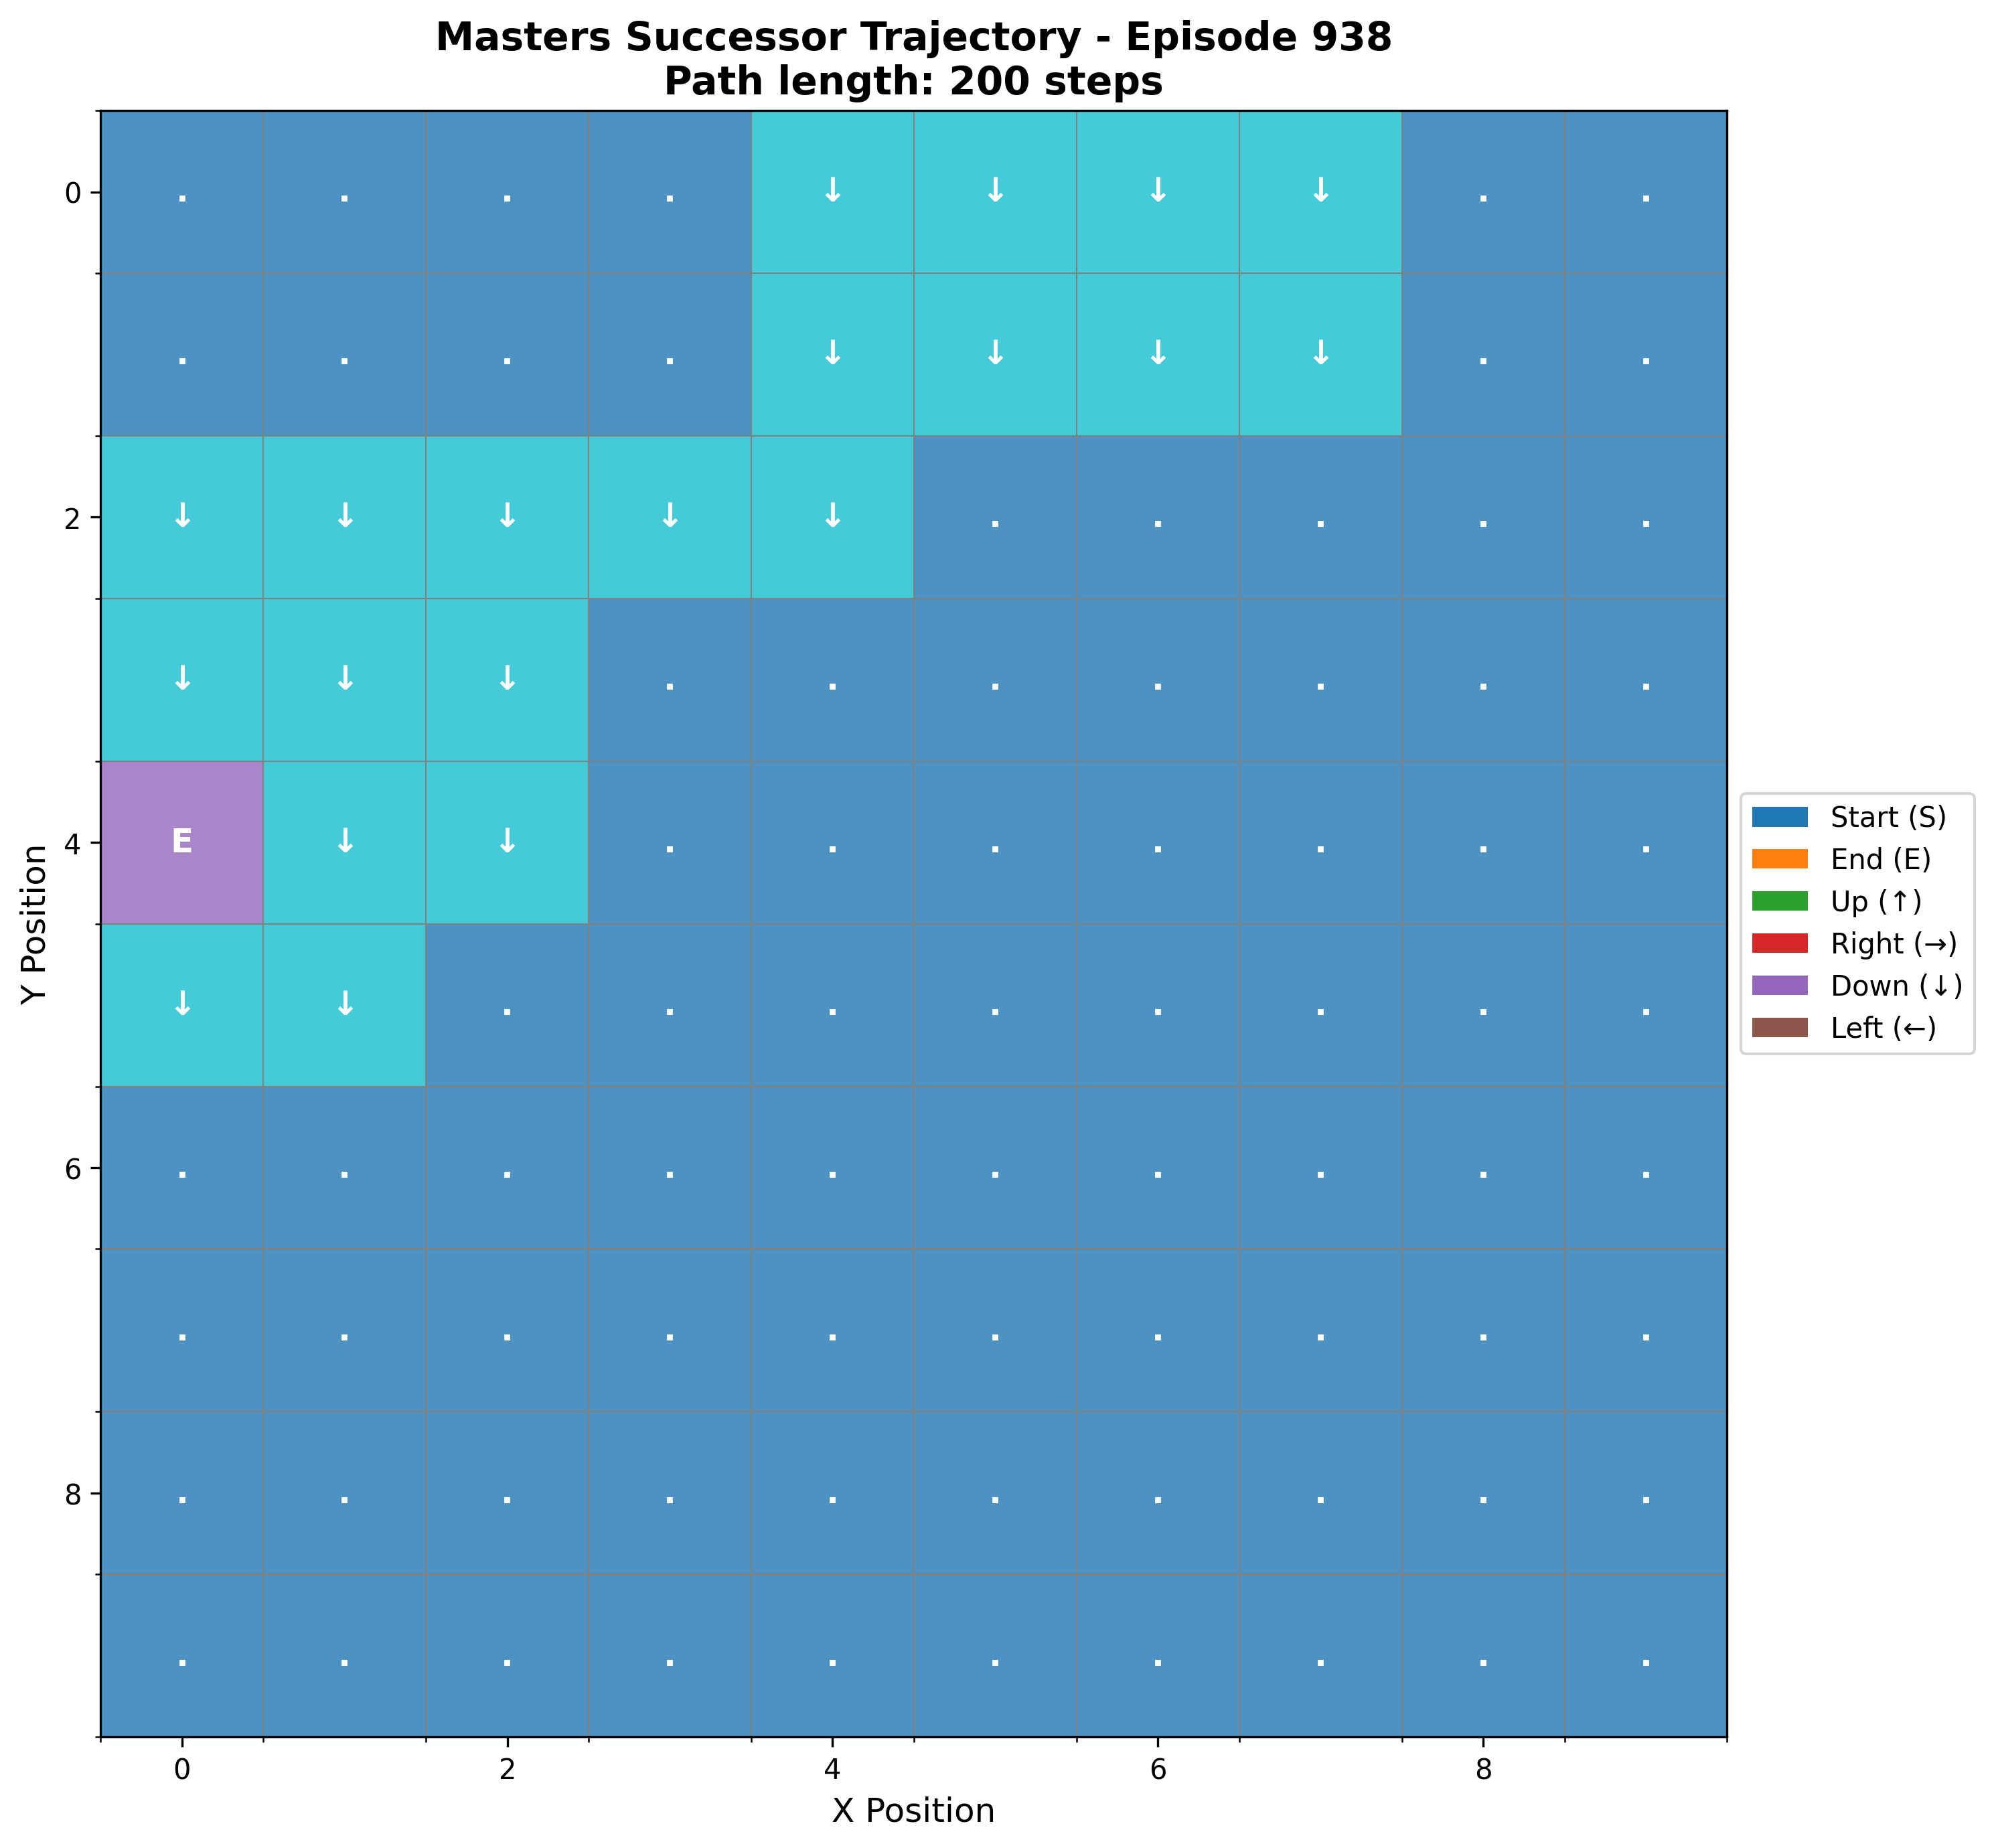 Masters Successor Trajectory - Episode 938
Path length: 200 steps
0 . . . . ↓ ↓ ↓ ↓ . .
. . . . ↓ ↓ ↓ ↓ . .
2 ↓ ↓ ↓ ↓ ↓ . . . . .
↓ ↓ ↓ . . . . . . .
4 E ↓ ↓ . . . . . . .
↓ ↓ . . . . . . . .
6 . . . . . . . . . .
. . . . . . . . . .
8 . . . . . . . . . .
. . . . . . . . . .
0 2 4 6 8
X Position
Y Position
Start (S)
End (E)
Up (↑)
Right (→)
Down (↓)
Left (←)